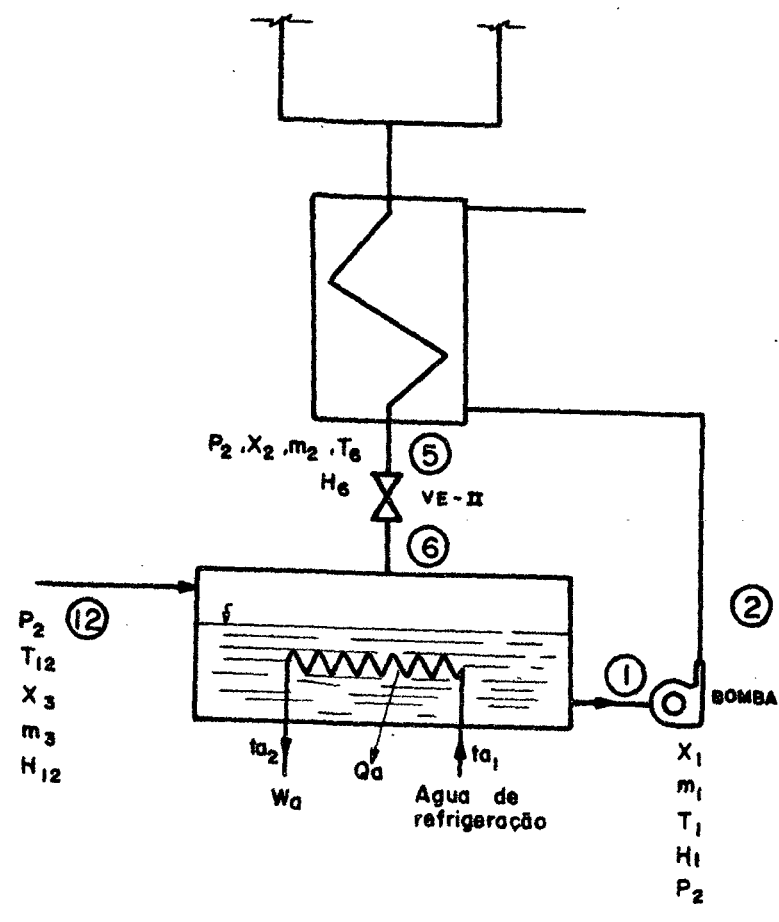 P₂ , X₂ , m₂ , T₆
H₆
5
VE-II
6
12
P₂
T₁₂
X₃
m₃
H₁₂
2
1
BOMBA
ta₂
Wa
Qa
ta₁
Agua de
refrigeração
X₁
m₁
T₁
H₁
P₂